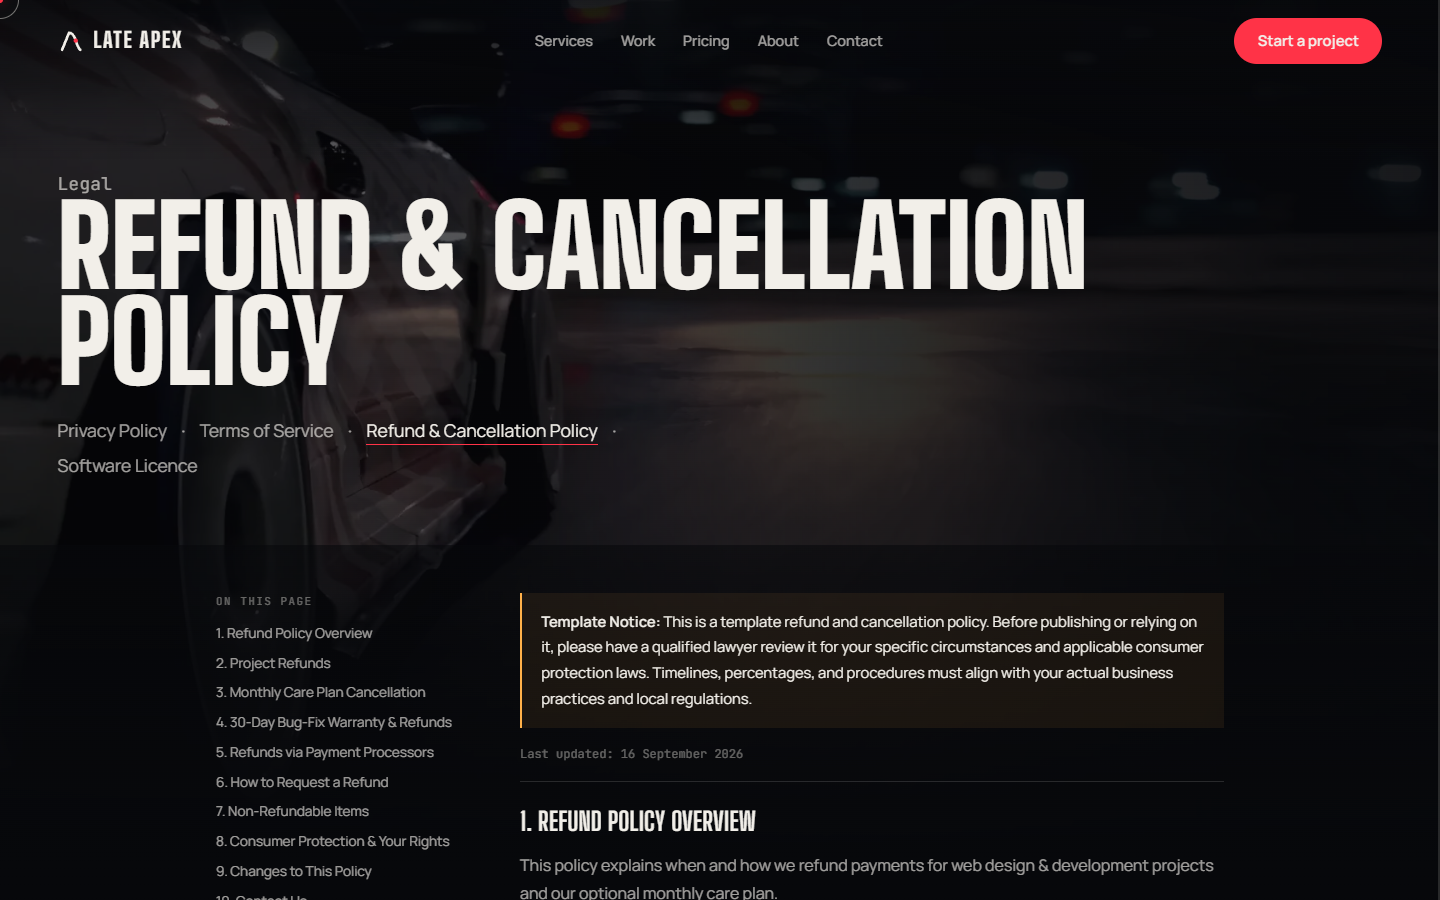 LATE APEX
Services Work Pricing About Contact
Start a project
Legal
REFUND & CANCELLATION
POLICY
Privacy Policy · Terms of Service · Refund & Cancellation Policy ·
Software Licence
ON THIS PAGE
1. Refund Policy Overview
2. Project Refunds
3. Monthly Care Plan Cancellation
4. 30-Day Bug-Fix Warranty & Refunds
5. Refunds via Payment Processors
6. How to Request a Refund
7. Non-Refundable Items
8. Consumer Protection & Your Rights
9. Changes to This Policy
10. Contact Us
Template Notice: This is a template refund and cancellation policy. Before publishing or relying on
it, please have a qualified lawyer review it for your specific circumstances and applicable consumer
protection laws. Timelines, percentages, and procedures must align with your actual business
practices and local regulations.
Last updated: 16 September 2026
1. REFUND POLICY OVERVIEW
This policy explains when and how we refund payments for web design & development projects
and our optional monthly care plan.